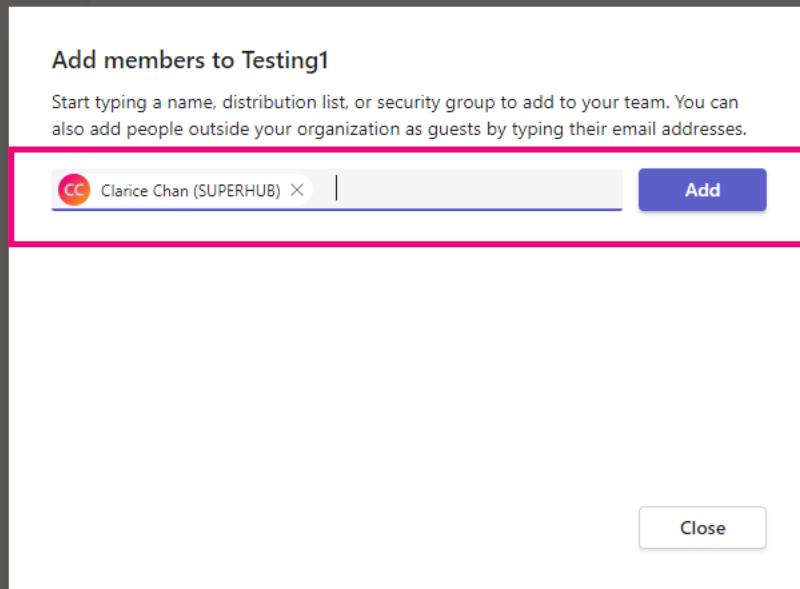 Add members to Testing1
Start typing a name, distribution list, or security group to add to your team. You can
also add people outside your organization as guests by typing their email addresses.
CC Clarice Chan (SUPERHUB) Add
Close